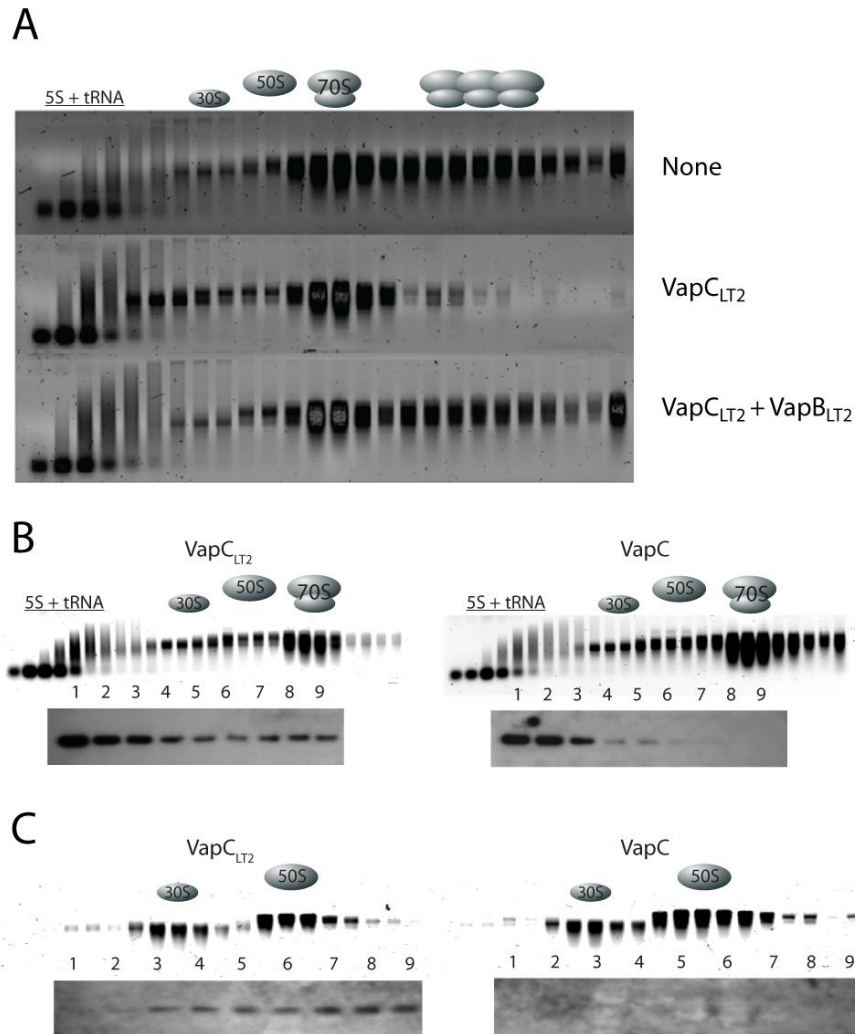 A
5S + tRNA 30S 50S 70S
None
VapCLT2
VapCLT2 + VapBLT2
B
VapCLT2 VapC
5S + tRNA 30S 50S 70S 5S + tRNA 30S 50S 70S
1 2 3 4 5 6 7 8 9 1 2 3 4 5 6 7 8 9
C
VapCLT2 VapC
30S 50S 30S 50S
1 2 3 4 5 6 7 8 9 1 2 3 4 5 6 7 8 9